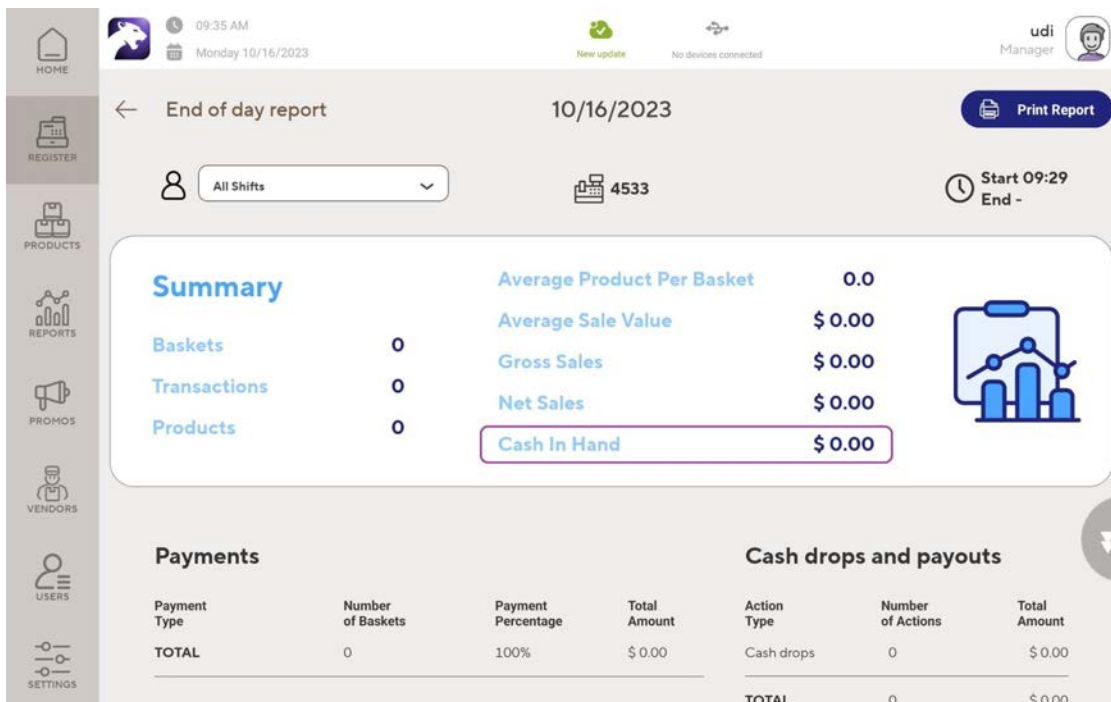 09:35 AM
Monday 10/16/2023
New update
No devices connected
udi
Manager
HOME
REGISTER
PRODUCTS
REPORTS
PROMOS
VENDORS
USERS
SETTINGS
End of day report
10/16/2023
Print Report
All Shifts
4533
Start 09:29
End -
Summary
Baskets 0
Transactions 0
Products 0
Average Product Per Basket 0.0
Average Sale Value $ 0.00
Gross Sales $ 0.00
Net Sales $ 0.00
Cash In Hand $ 0.00
Payments
Payment Type Number of Baskets Payment Percentage Total Amount
TOTAL 0 100% $ 0.00
Cash drops and payouts
Action Type Number of Actions Total Amount
Cash drops 0 $ 0.00
TOTAL 0 $ 0.00